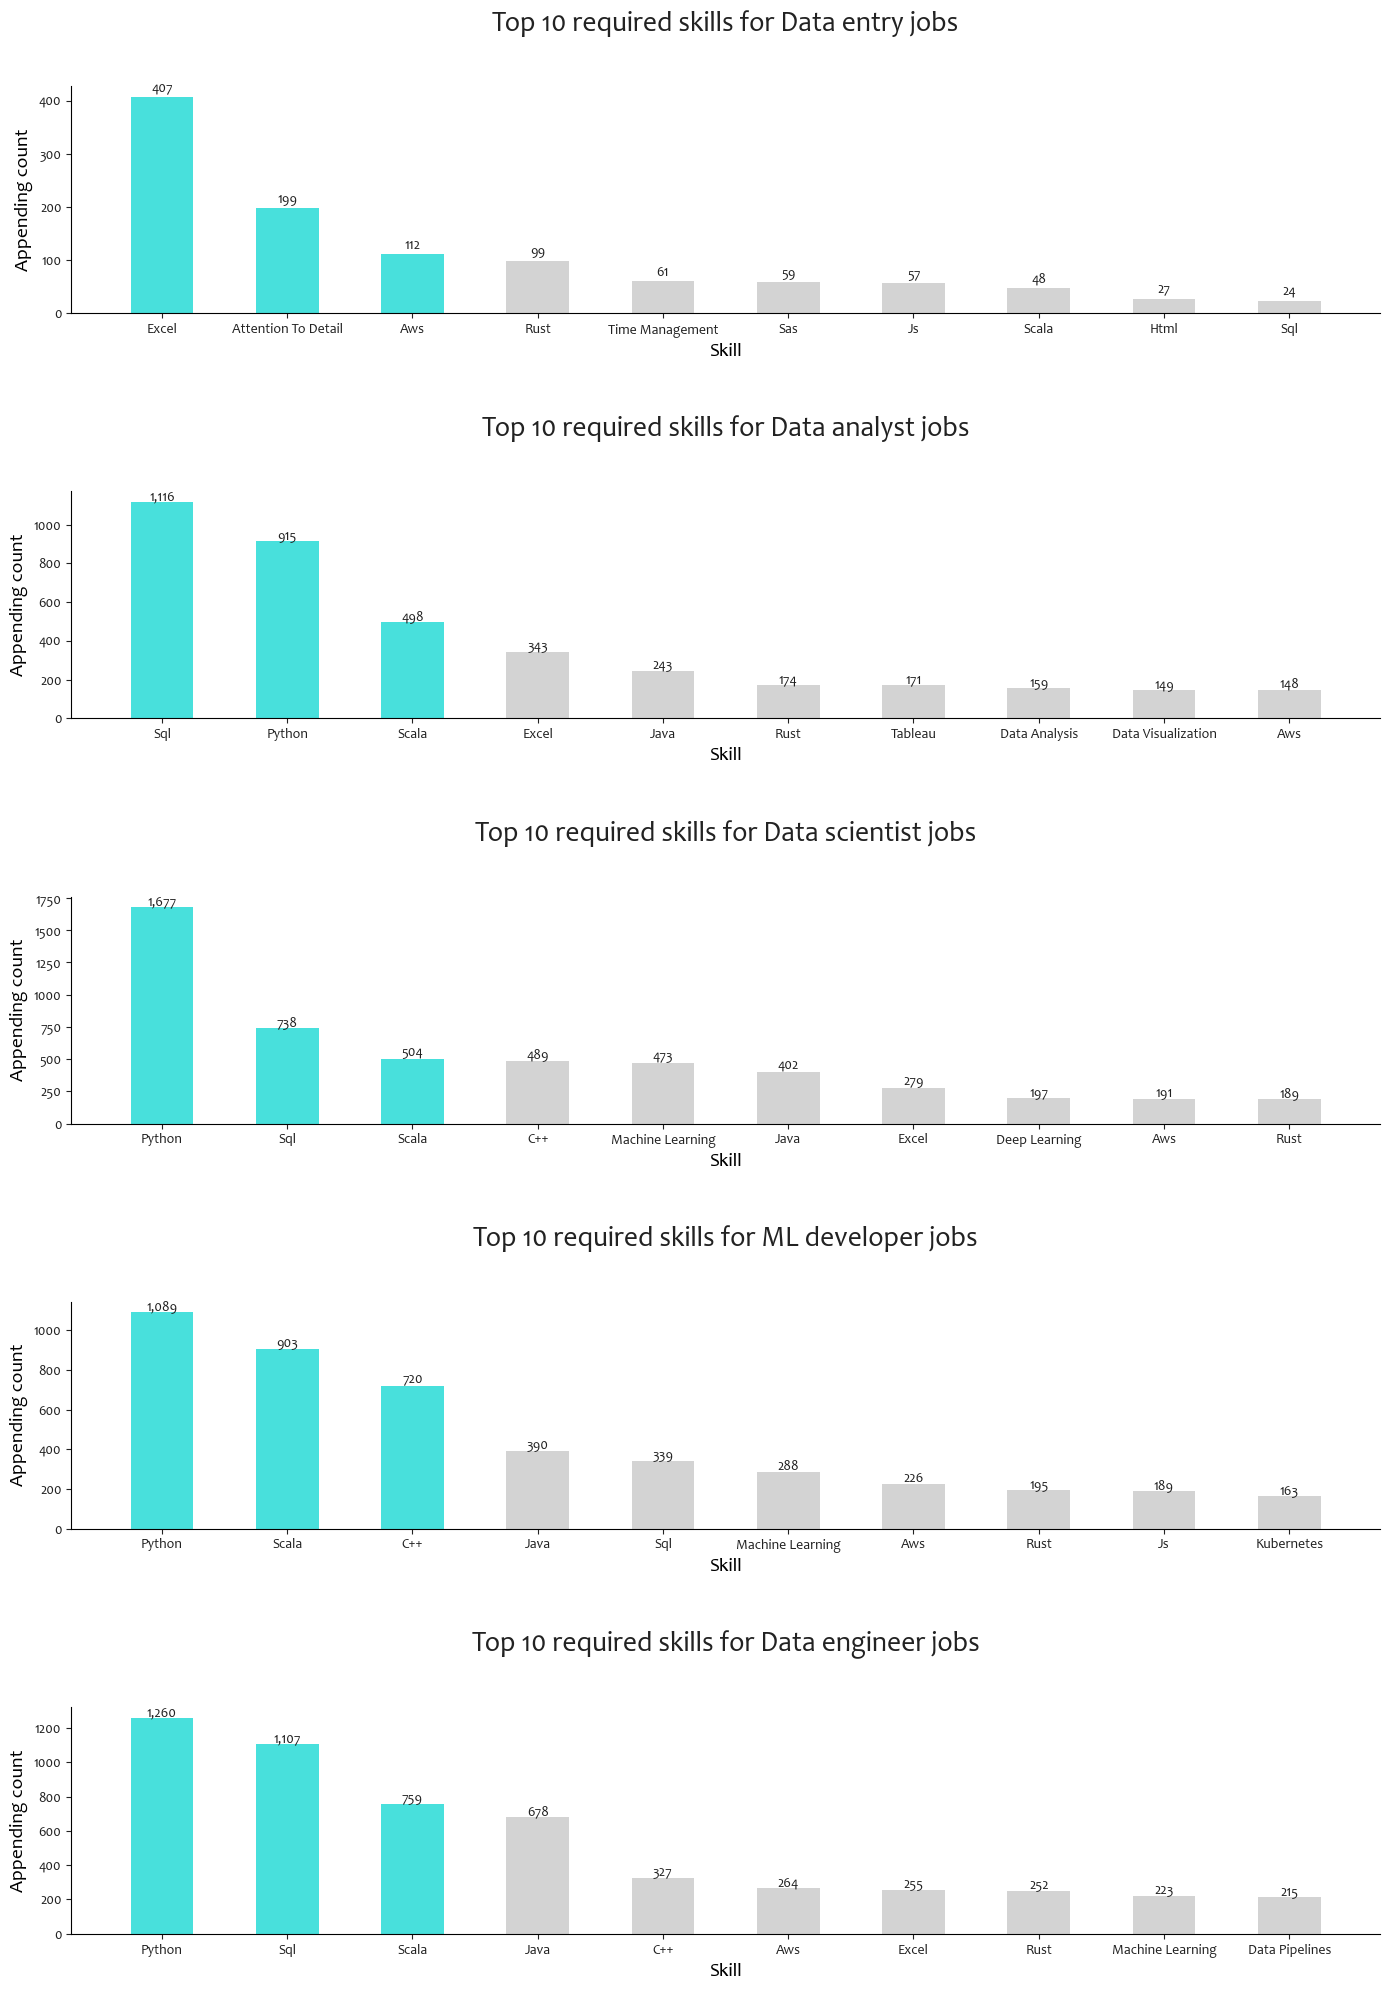 Top 10 required skills for Data entry jobs
Appending count
400
300
200
100
0
407
199
112
99
61
59
57
48
27
24
Excel
Attention To Detail
Aws
Rust
Time Management
Sas
Js
Scala
Html
Sql
Skill
Top 10 required skills for Data analyst jobs
Appending count
1000
800
600
400
200
0
1,116
915
498
343
243
174
171
159
149
148
Sql
Python
Scala
Excel
Java
Rust
Tableau
Data Analysis
Data Visualization
Aws
Skill
Top 10 required skills for Data scientist jobs
Appending count
1750
1500
1250
1000
750
500
250
0
1,677
738
504
489
473
402
279
197
191
189
Python
Sql
Scala
C++
Machine Learning
Java
Excel
Deep Learning
Aws
Rust
Skill
Top 10 required skills for ML developer jobs
Appending count
1000
800
600
400
200
0
1,089
903
720
390
339
288
226
195
189
163
Python
Scala
C++
Java
Sql
Machine Learning
Aws
Rust
Js
Kubernetes
Skill
Top 10 required skills for Data engineer jobs
Appending count
1200
1000
800
600
400
200
0
1,260
1,107
759
678
327
264
255
252
223
215
Python
Sql
Scala
Java
C++
Aws
Excel
Rust
Machine Learning
Data Pipelines
Skill